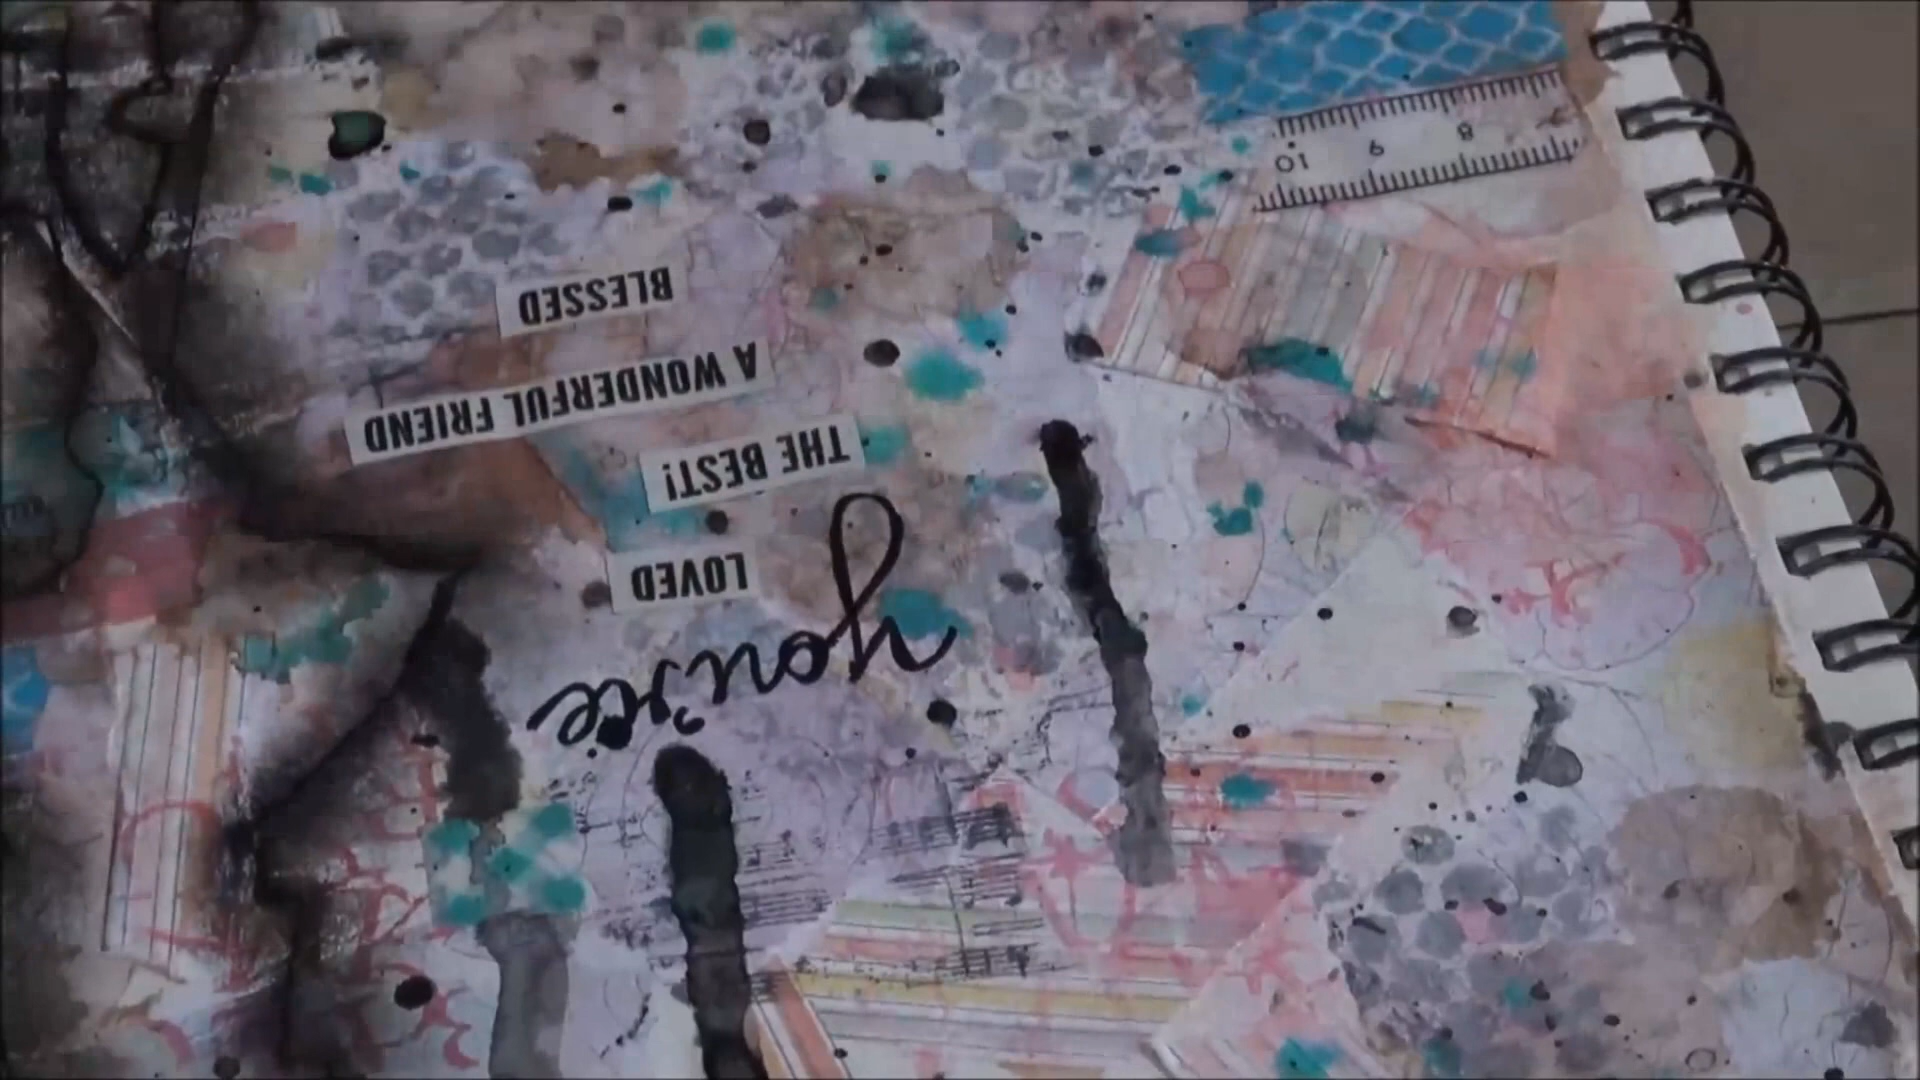 you're
LOVED
THE BEST!
A WONDERFUL FRIEND
BLESSED
8 9 10